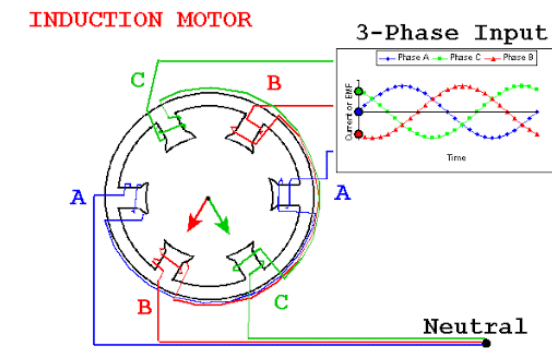 INDUCTION MOTOR
3-Phase Input
Phase A Phase C Phase B
Current or EMF
Time
C
B
A
A
B
C
Neutral